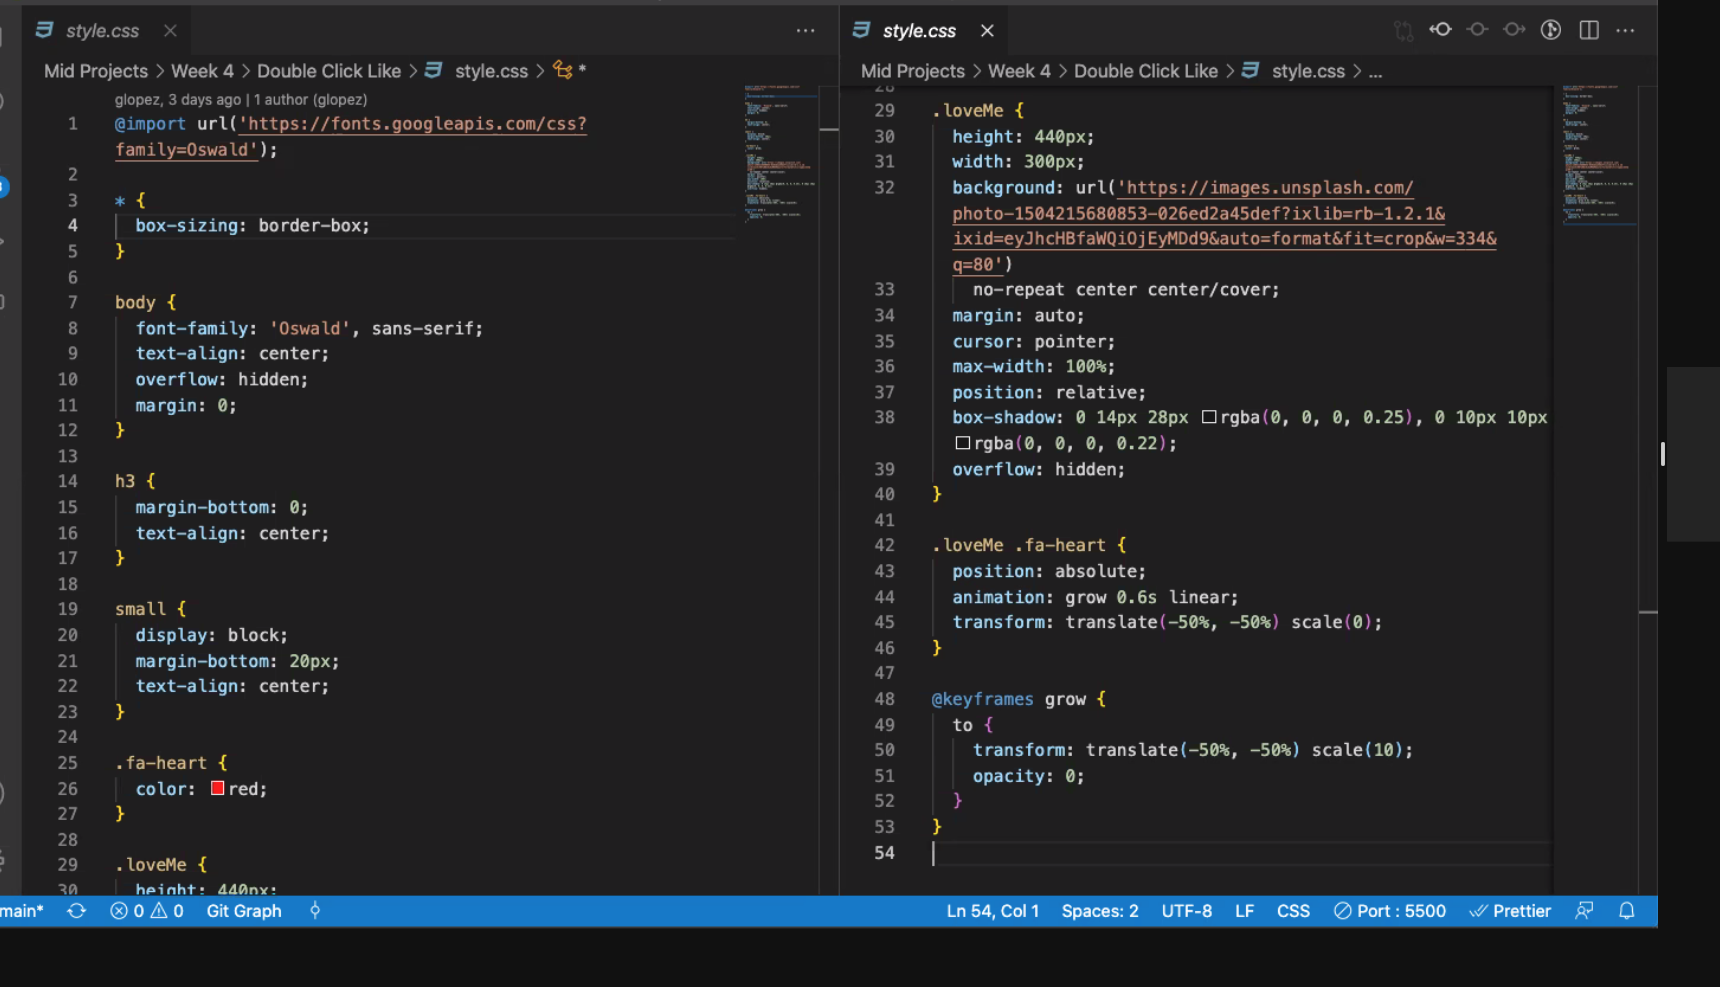 style.css
Mid Projects > Week 4 > Double Click Like > style.css > *
glopez, 3 days ago | 1 author (glopez)
1 @import url('https://fonts.googleapis.com/css?
family=Oswald');
2
3 * {
4 box-sizing: border-box;
5 }
6
7 body {
8 font-family: 'Oswald', sans-serif;
9 text-align: center;
10 overflow: hidden;
11 margin: 0;
12 }
13
14 h3 {
15 margin-bottom: 0;
16 text-align: center;
17 }
18
19 small {
20 display: block;
21 margin-bottom: 20px;
22 text-align: center;
23 }
24
25 .fa-heart {
26 color: red;
27 }
28
29 .loveMe {
30 height: 440px;
style.css
Mid Projects > Week 4 > Double Click Like > style.css > ...
28
29 .loveMe {
30 height: 440px;
31 width: 300px;
32 background: url('https://images.unsplash.com/
photo-1504215680853-026ed2a45def?ixlib=rb-1.2.1&
ixid=eyJhcHBfaWQiOjEyMDd9&auto=format&fit=crop&w=334&
q=80')
33 no-repeat center center/cover;
34 margin: auto;
35 cursor: pointer;
36 max-width: 100%;
37 position: relative;
38 box-shadow: 0 14px 28px rgba(0, 0, 0, 0.25), 0 10px 10px
rgba(0, 0, 0, 0.22);
39 overflow: hidden;
40 }
41
42 .loveMe .fa-heart {
43 position: absolute;
44 animation: grow 0.6s linear;
45 transform: translate(-50%, -50%) scale(0);
46 }
47
48 @keyframes grow {
49 to {
50 transform: translate(-50%, -50%) scale(10);
51 opacity: 0;
52 }
53 }
54
main* 0 0 Git Graph Ln 54, Col 1 Spaces: 2 UTF-8 LF CSS Port : 5500 Prettier